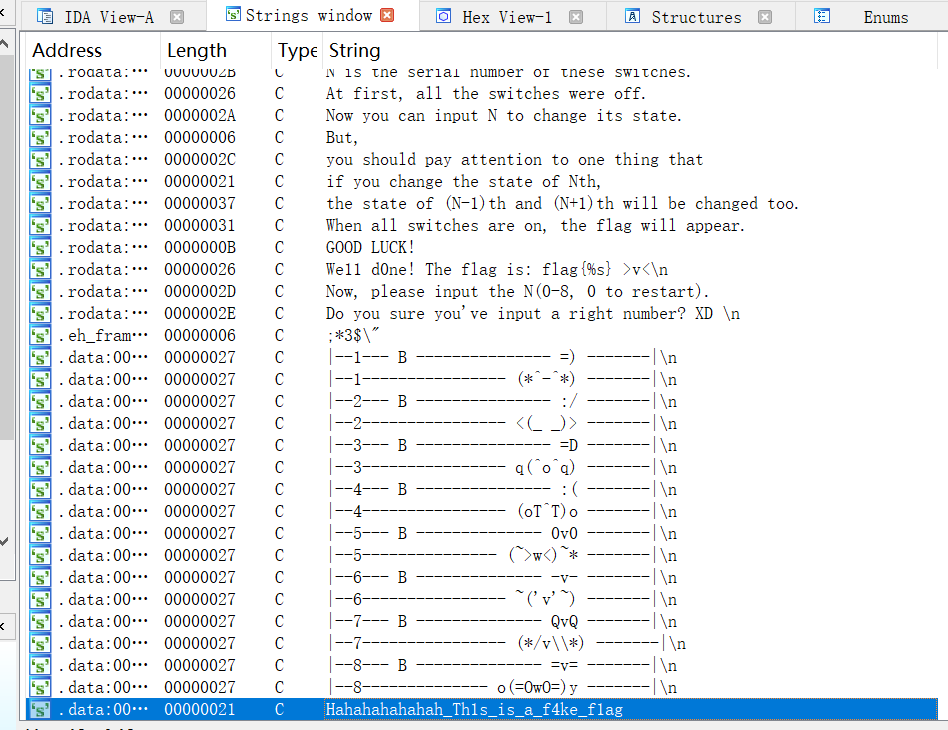 IDA View-A Strings window Hex View-1 Structures Enums
Address Length Type String
.rodata:··· 0000002B C N is the serial number of these switches.
.rodata:··· 00000026 C At first, all the switches were off.
.rodata:··· 0000002A C Now you can input N to change its state.
.rodata:··· 00000006 C But,
.rodata:··· 0000002C C you should pay attention to one thing that
.rodata:··· 00000021 C if you change the state of Nth,
.rodata:··· 00000037 C the state of (N-1)th and (N+1)th will be changed too.
.rodata:··· 00000031 C When all switches are on, the flag will appear.
.rodata:··· 0000000B C GOOD LUCK!
.rodata:··· 00000026 C We11 d0ne! The flag is: flag{%s} >v<\n
.rodata:··· 0000002D C Now, please input the N(0-8, 0 to restart).
.rodata:··· 0000002E C Do you sure you've input a right number? XD \n
.eh_fram··· 00000006 C ;*3$\"
.data:00··· 00000027 C |--1--- B --------------- =) -------|\n
.data:00··· 00000027 C |--1---------------- (*^-^*) -------|\n
.data:00··· 00000027 C |--2--- B --------------- :/ -------|\n
.data:00··· 00000027 C |--2---------------- <(_ _)> -------|\n
.data:00··· 00000027 C |--3--- B --------------- =D -------|\n
.data:00··· 00000027 C |--3---------------- q(^o^q) -------|\n
.data:00··· 00000027 C |--4--- B --------------- :( -------|\n
.data:00··· 00000027 C |--4---------------- (oT^T)o -------|\n
.data:00··· 00000027 C |--5--- B -------------- 0v0 -------|\n
.data:00··· 00000027 C |--5--------------- (~>w<)~* -------|\n
.data:00··· 00000027 C |--6--- B -------------- -v- -------|\n
.data:00··· 00000027 C |--6---------------- ~('v'~) -------|\n
.data:00··· 00000027 C |--7--- B -------------- QvQ -------|\n
.data:00··· 00000027 C |--7---------------- (*/v\\*) -------|\n
.data:00··· 00000027 C |--8--- B -------------- =v= -------|\n
.data:00··· 00000027 C |--8-------------- o(=0w0=)y -------|\n
.data:00··· 00000021 C Hahahahahahah_Th1s_is_a_f4ke_f1ag